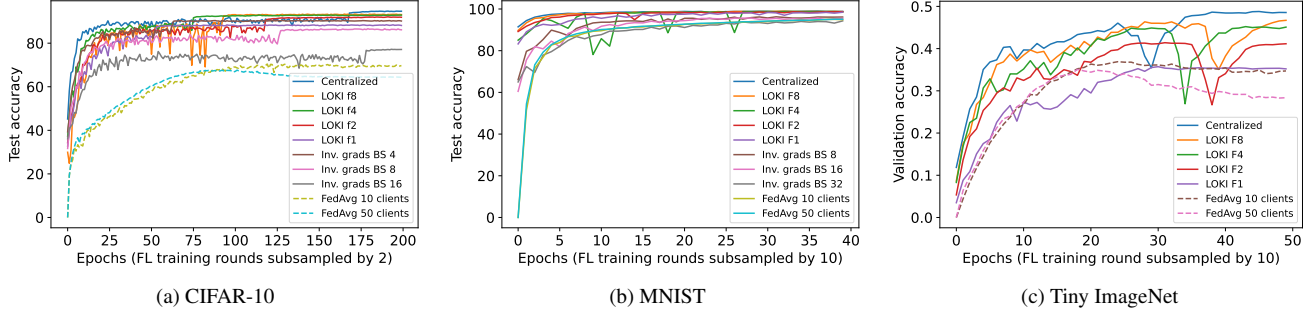 Test accuracy
80
60
40
20
0
Centralized
LOKI f8
LOKI f4
LOKI f2
LOKI f1
Inv. grads BS 4
Inv. grads BS 8
Inv. grads BS 16
FedAvg 10 clients
FedAvg 50 clients
0 25 50 75 100 125 150 175 200
Epochs (FL training rounds subsampled by 2)
(a) CIFAR-10
Test accuracy
100
80
60
40
20
0
Centralized
LOKI F8
LOKI F4
LOKI F2
LOKI F1
Inv. grads BS 8
Inv. grads BS 16
Inv. grads BS 32
FedAvg 10 clients
FedAvg 50 clients
0 5 10 15 20 25 30 35 40
Epochs (FL training rounds subsampled by 10)
(b) MNIST
Validation accuracy
0.5
0.4
0.3
0.2
0.1
0.0
Centralized
LOKI F8
LOKI F4
LOKI F2
LOKI F1
FedAvg 10 clients
FedAvg 50 clients
0 10 20 30 40 50
Epochs (FL training rounds subsampled by 10)
(c) Tiny ImageNet